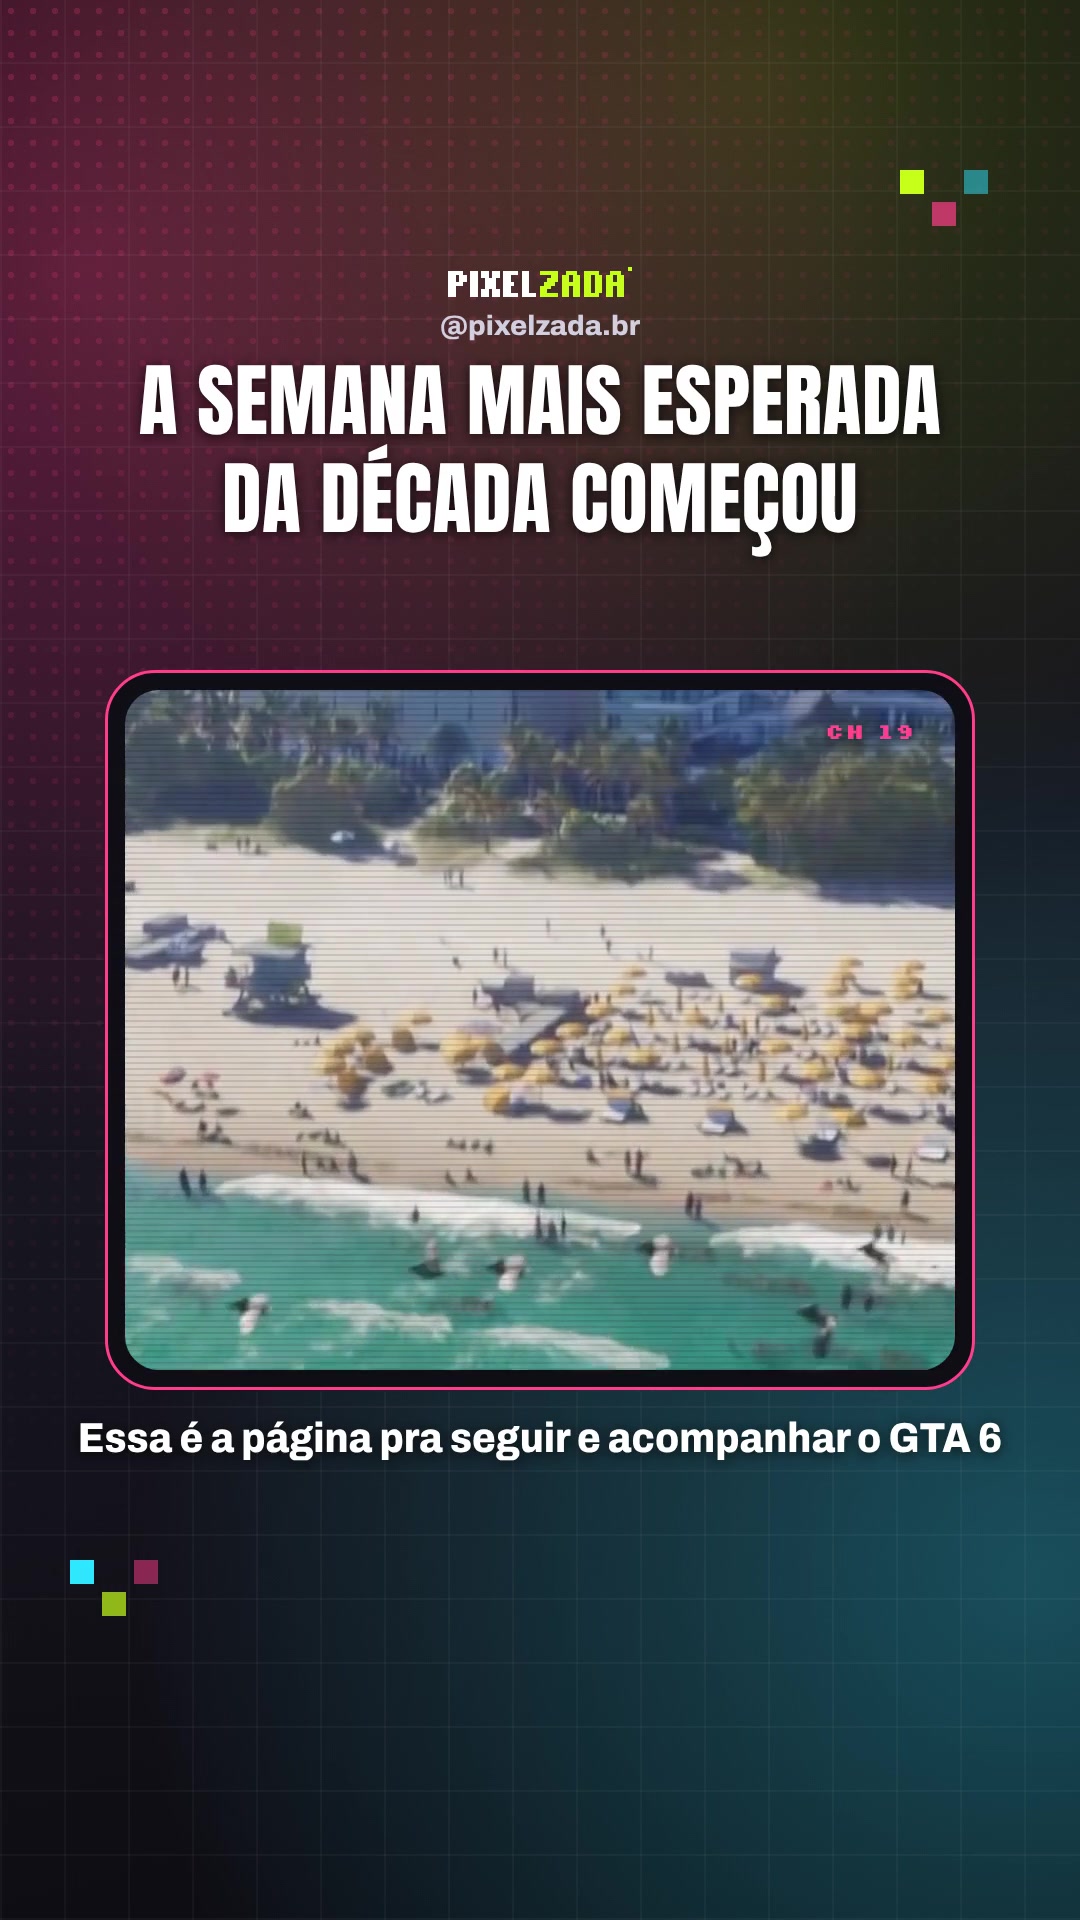 PIXELZADA
@pixelzada.br
A SEMANA MAIS ESPERADA
DA DÉCADA COMEÇOU
CH 19
Essa é a página pra seguir e acompanhar o GTA 6